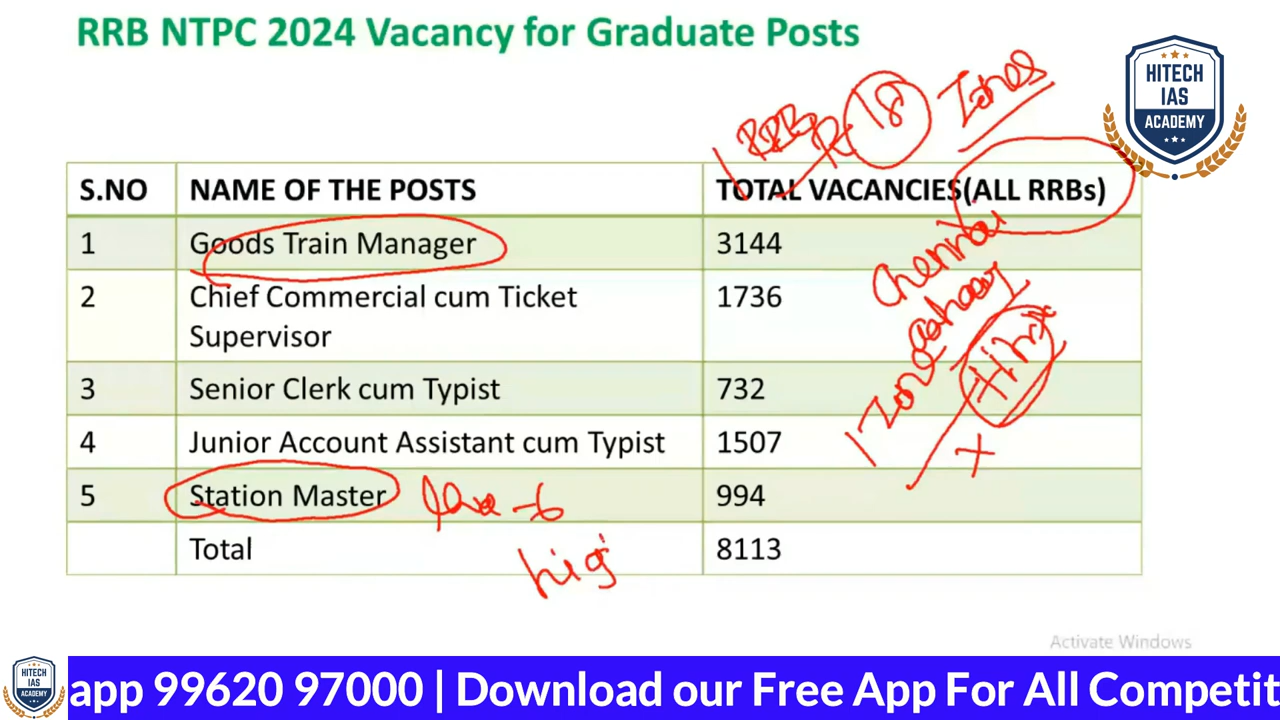 RRB NTPC 2024 Vacancy for Graduate Posts
HITECH
IAS
ACADEMY
RRB 18 Zones
S.NO NAME OF THE POSTS TOTAL VACANCIES(ALL RRBs)
1 Goods Train Manager 3144
Chennai
2 Chief Commercial cum Ticket Supervisor 1736
3 Senior Clerk cum Typist 732
1 Zone
4 Junior Account Assistant cum Typist 1507
X
5 Station Master 994
Total 8113
Activate Windows
HITECH
IAS
ACADEMY
app 99620 97000 | Download our Free App For All Competit